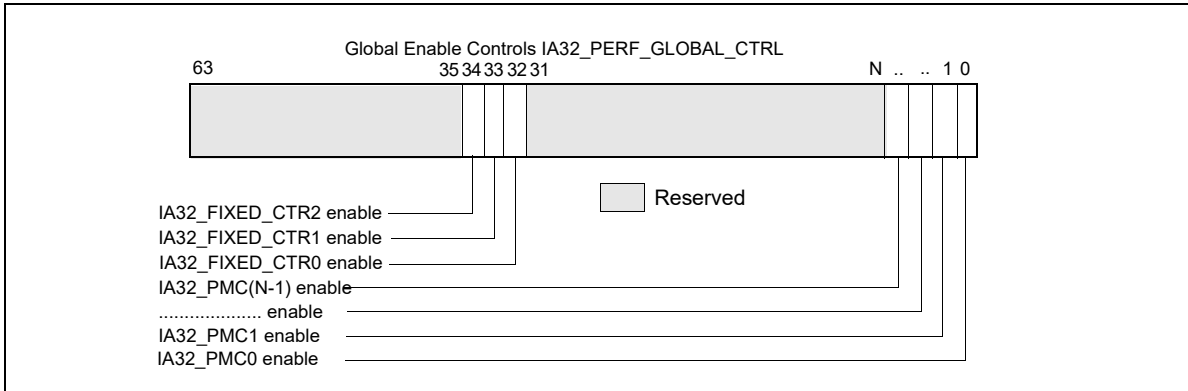 Global Enable Controls IA32_PERF_GLOBAL_CTRL
63 35 34 33 32 31 N .. .. 1 0
Reserved
IA32_FIXED_CTR2 enable
IA32_FIXED_CTR1 enable
IA32_FIXED_CTR0 enable
IA32_PMC(N-1) enable
.................... enable
IA32_PMC1 enable
IA32_PMC0 enable